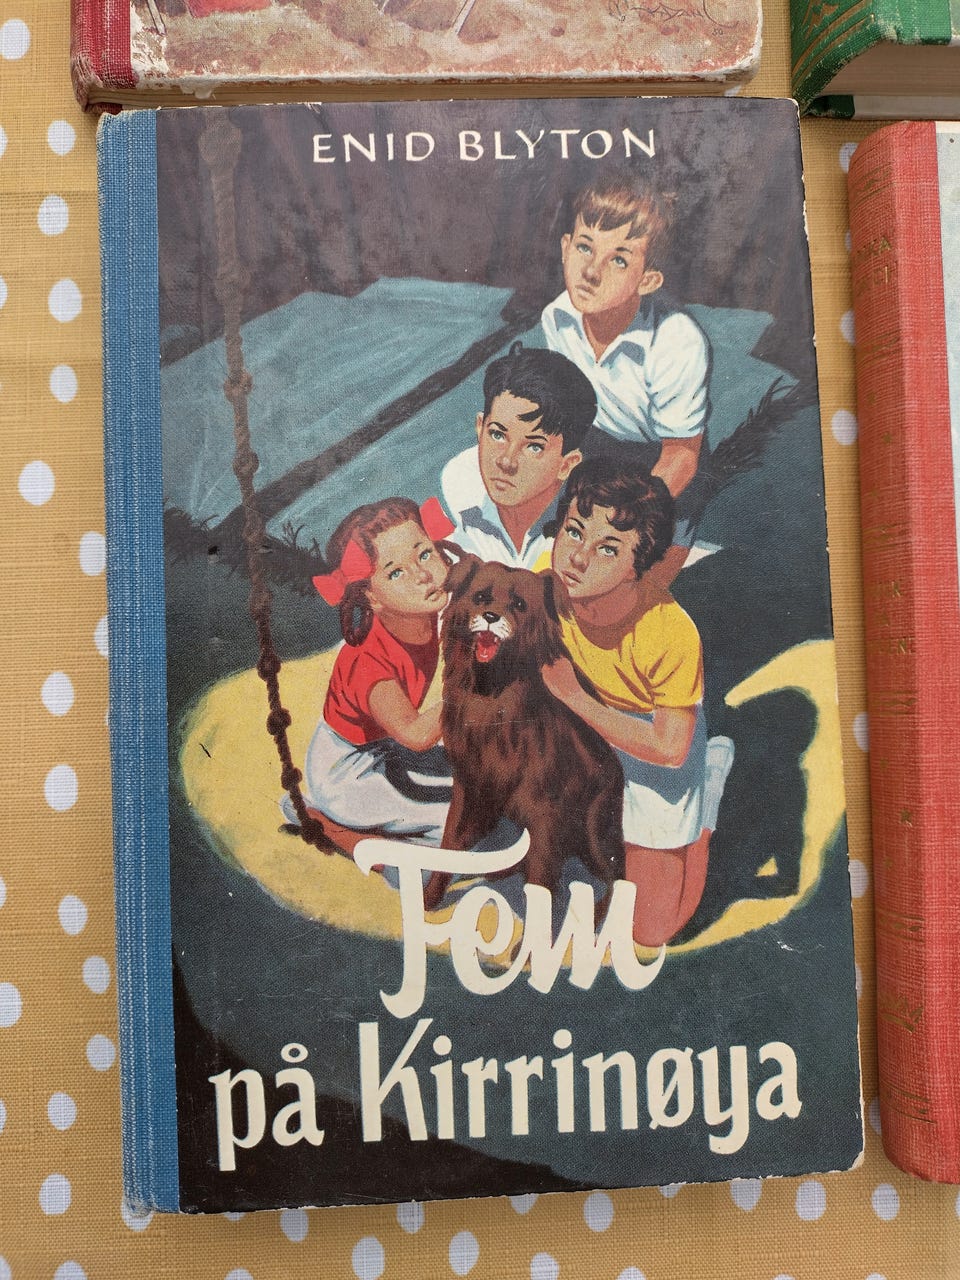 ENID BLYTON
Fem
på Kirrinøya